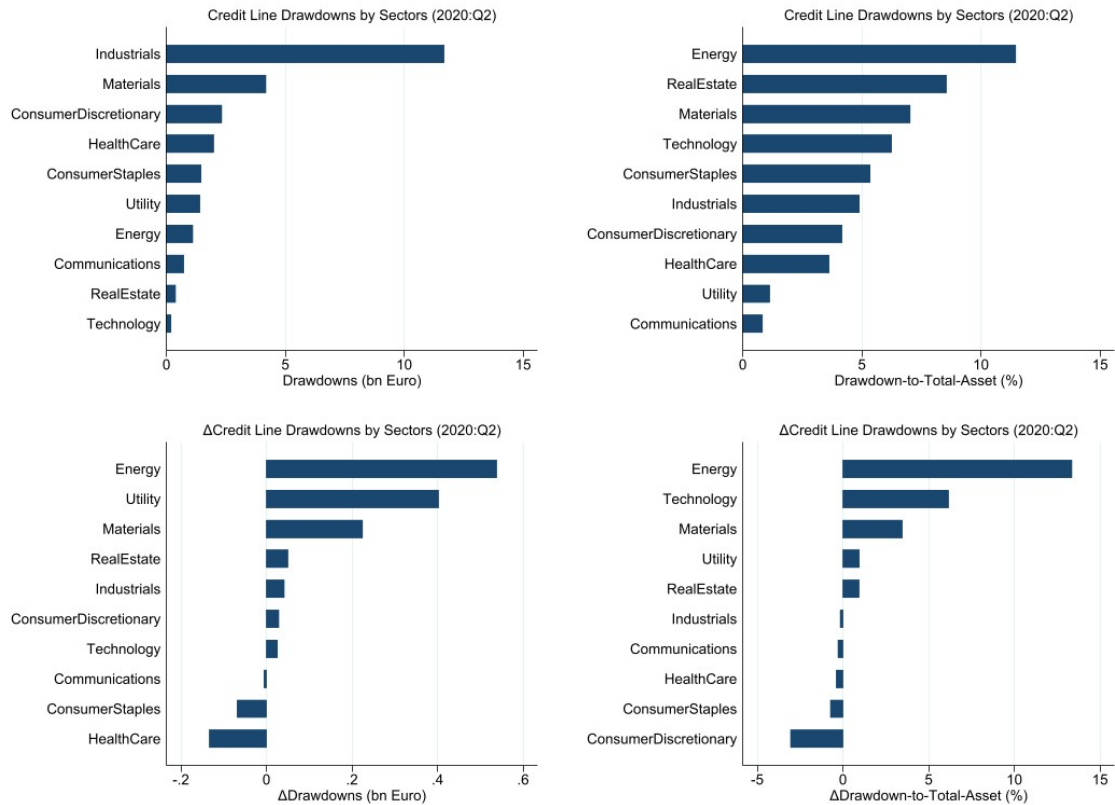 Credit Line Drawdowns by Sectors (2020:Q2)
Industrials
Materials
ConsumerDiscretionary
HealthCare
ConsumerStaples
Utility
Energy
Communications
RealEstate
Technology
0 5 10 15
Drawdowns (bn Euro)
Credit Line Drawdowns by Sectors (2020:Q2)
Energy
RealEstate
Materials
Technology
ConsumerStaples
Industrials
ConsumerDiscretionary
HealthCare
Utility
Communications
0 5 10 15
Drawdown-to-Total-Asset (%)
ΔCredit Line Drawdowns by Sectors (2020:Q2)
Energy
Utility
Materials
RealEstate
Industrials
ConsumerDiscretionary
Technology
Communications
ConsumerStaples
HealthCare
-.2 0 .2 .4 .6
ΔDrawdowns (bn Euro)
ΔCredit Line Drawdowns by Sectors (2020:Q2)
Energy
Technology
Materials
Utility
RealEstate
Industrials
Communications
HealthCare
ConsumerStaples
ConsumerDiscretionary
-5 0 5 10 15
ΔDrawdown-to-Total-Asset (%)